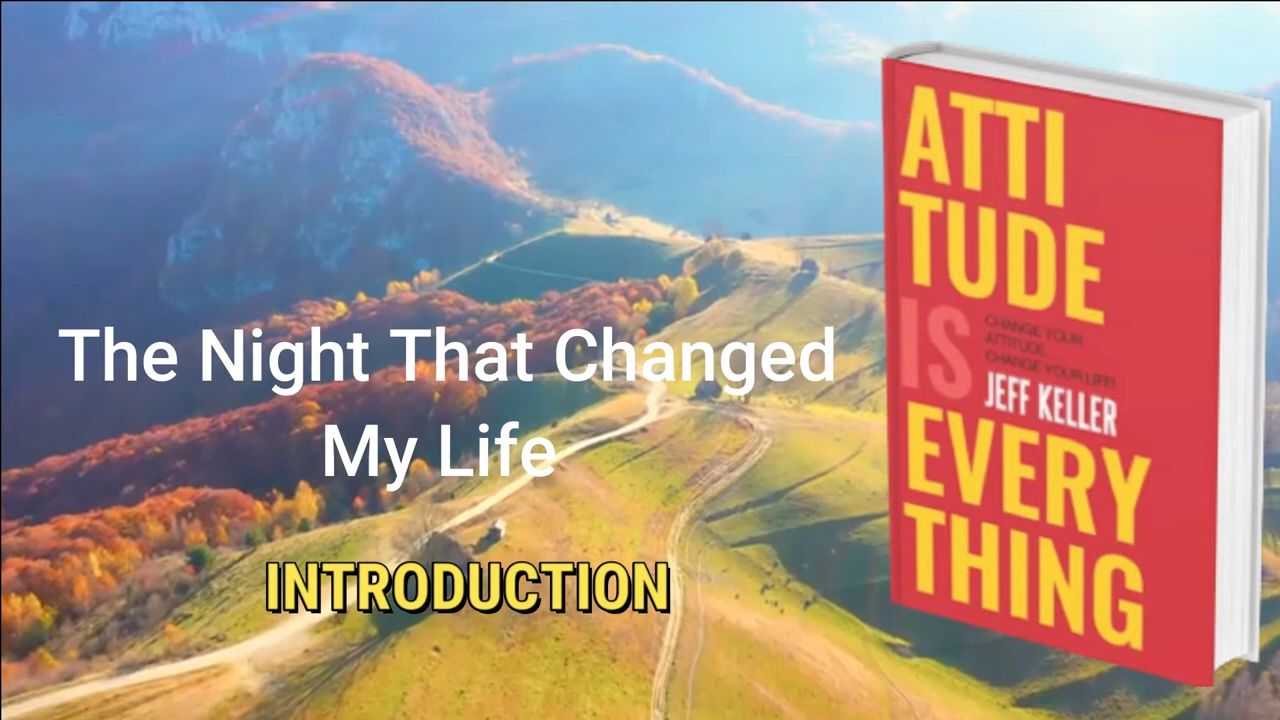 The Night That Changed
My Life
INTRODUCTION
ATTI
TUDE
IS
CHANGE YOUR
ATTITUDE...
CHANGE YOUR LIFE!
JEFF KELLER
EVERY
THING